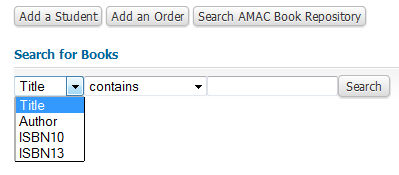 Add a Student Add an Order Search AMAC Book Repository
Search for Books
Title contains Search
Title
Author
ISBN10
ISBN13